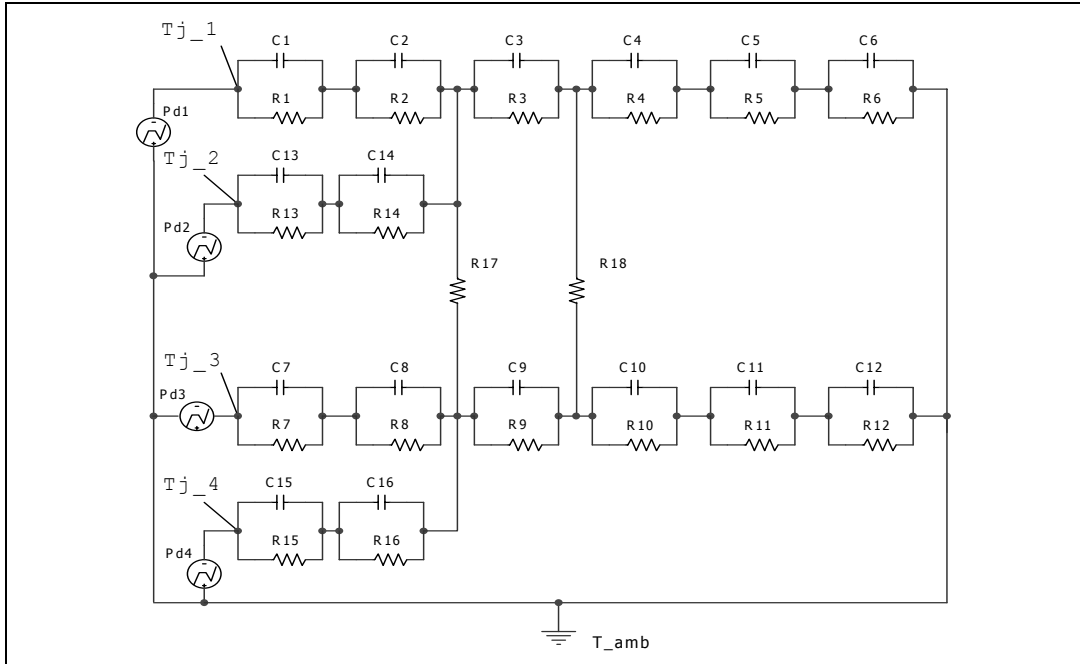 Tj_1
C1 C2 C3 C4 C5 C6
R1 R2 R3 R4 R5 R6
Pd1
Tj_2
C13 C14
R13 R14
Pd2
R17 R18
Tj_3
C7 C8 C9 C10 C11 C12
Pd3
R7 R8 R9 R10 R11 R12
Tj_4
C15 C16
R15 R16
Pd4
T_amb